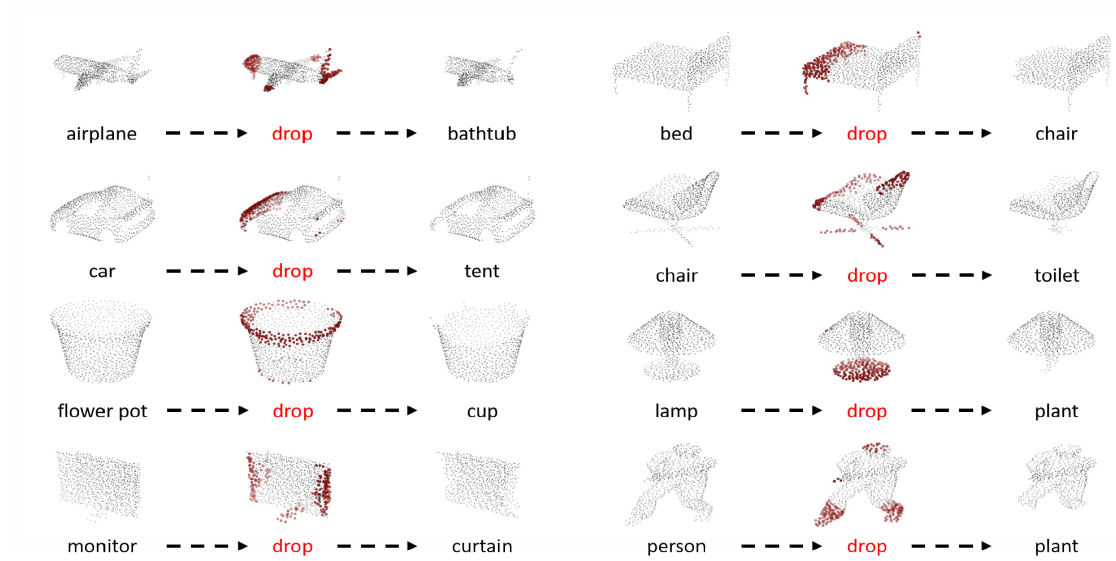 airplane drop bathtub bed drop chair
car drop tent chair drop toilet
flower pot drop cup lamp drop plant
monitor drop curtain person drop plant